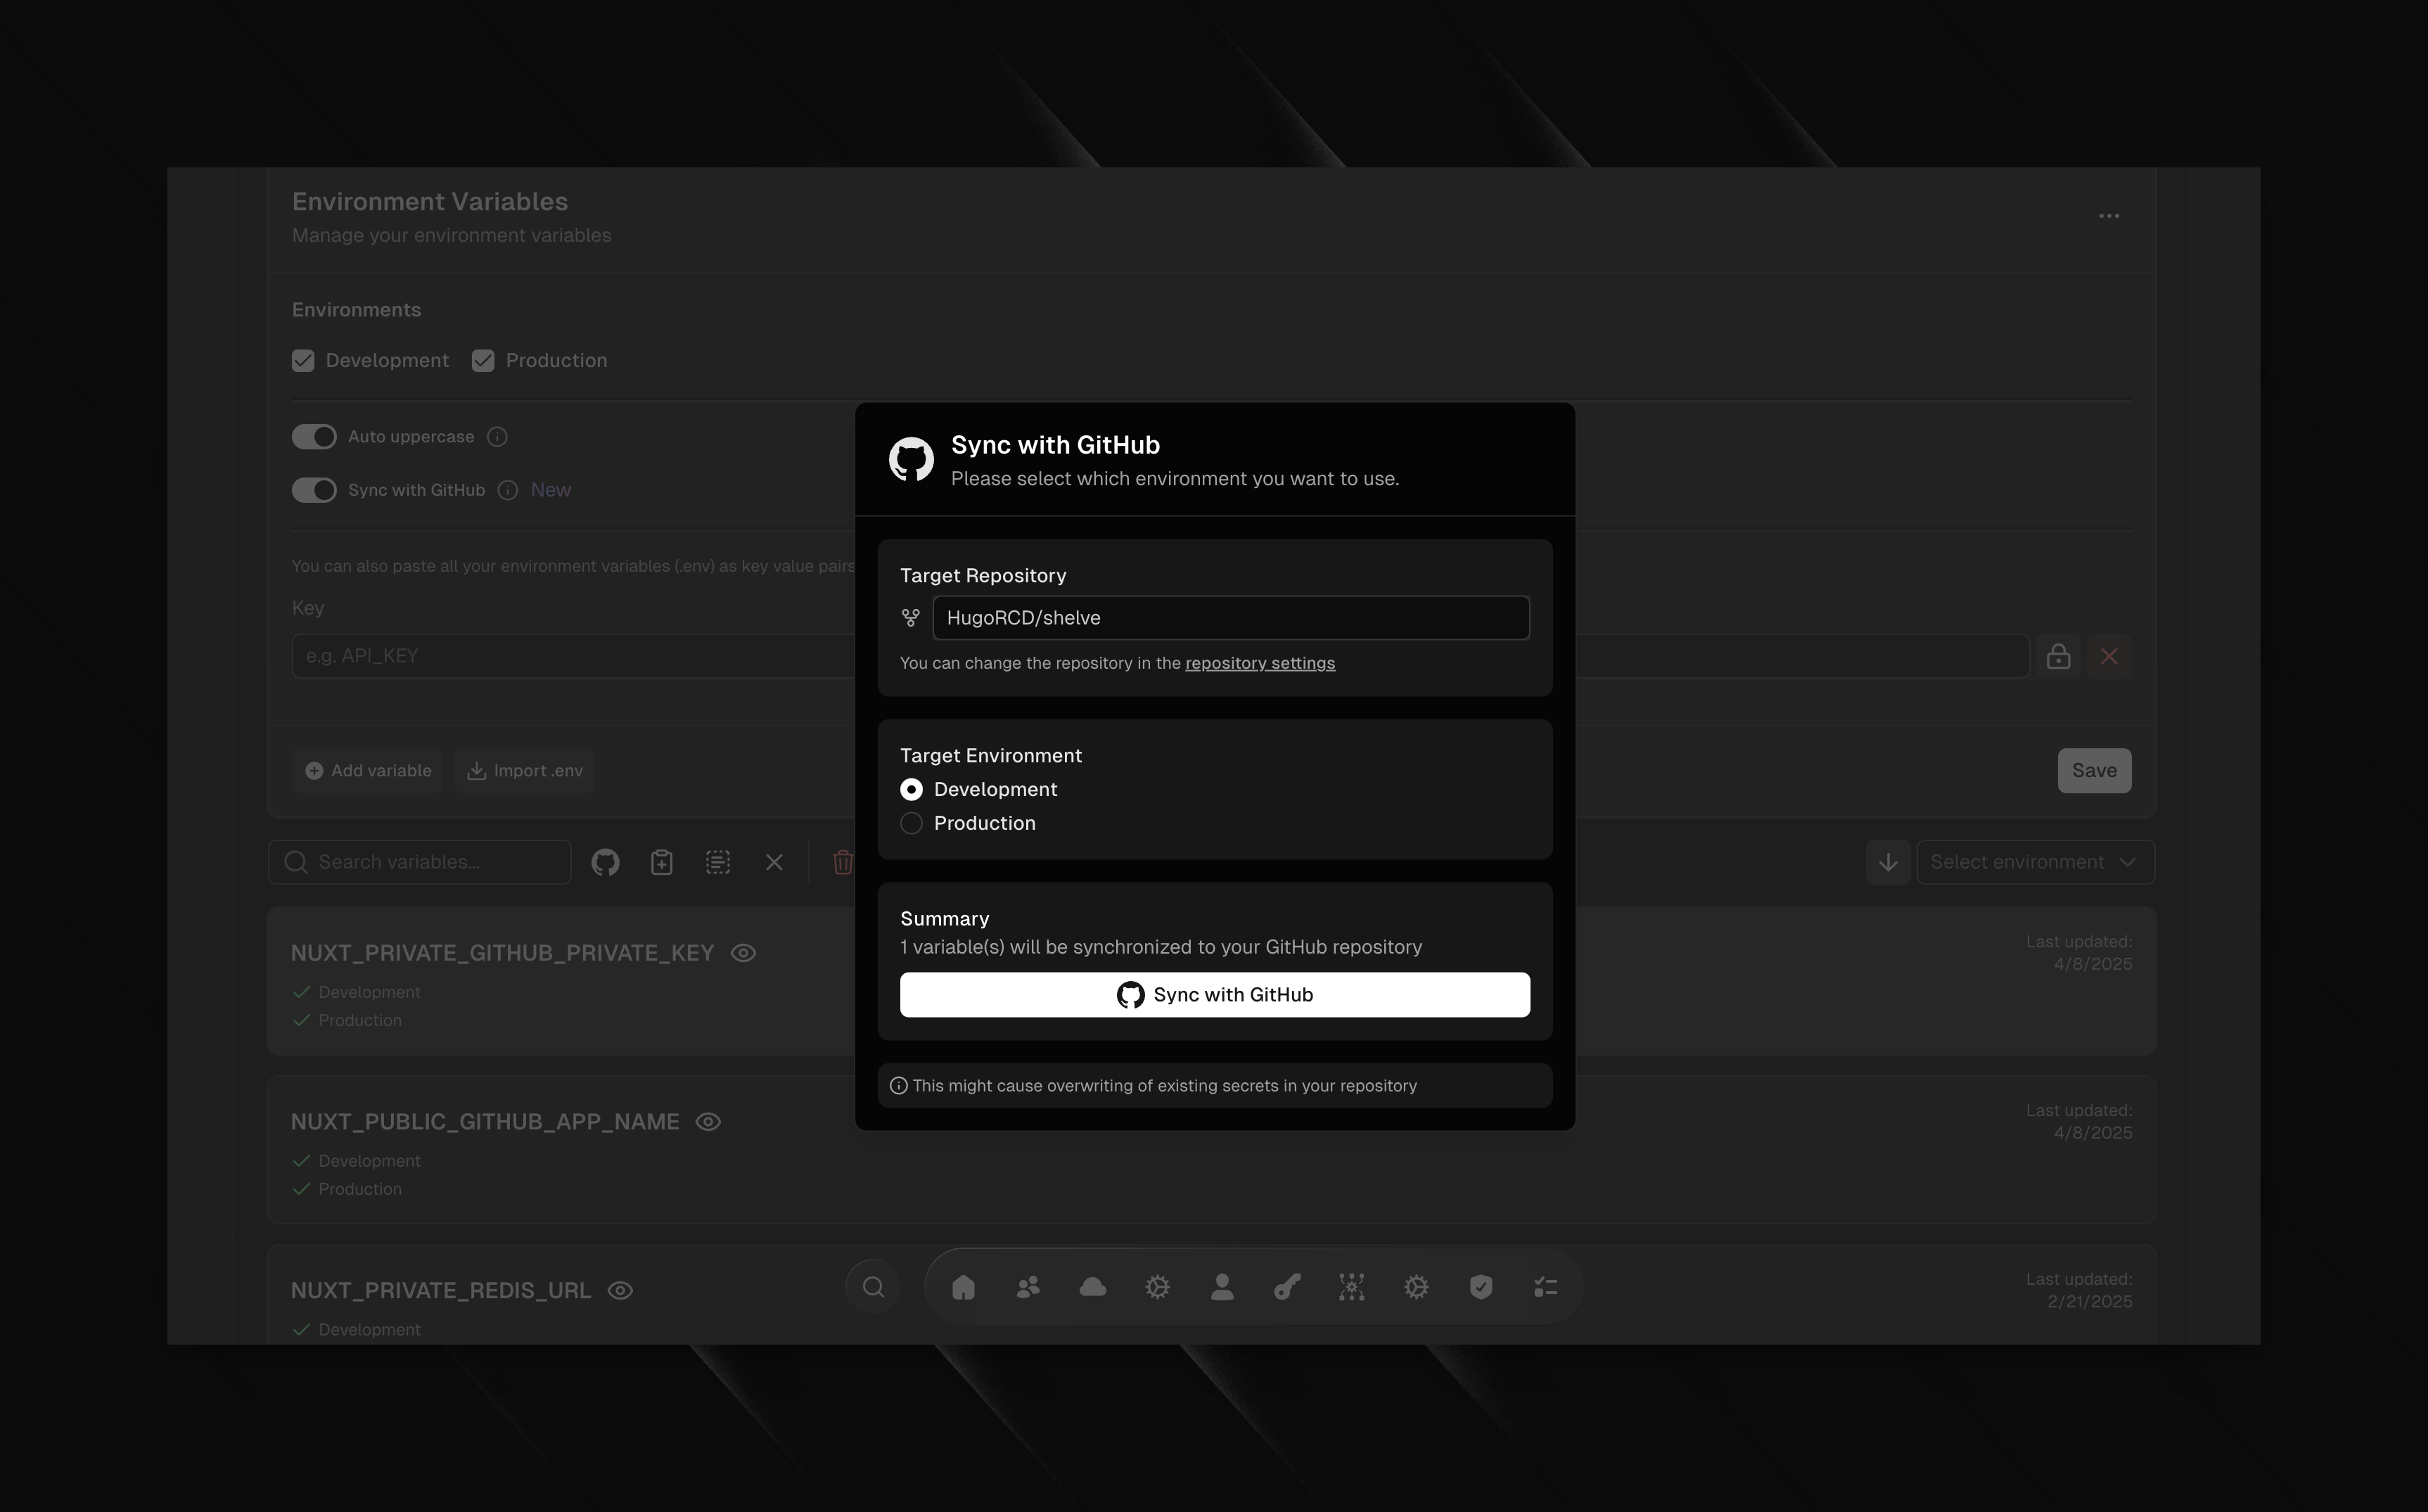 Environment Variables
Manage your environment variables
Environments
Development
Production
Auto uppercase
Sync with GitHub
New
You can also paste all your environment variables (.env) as key value pairs
Key
e.g. API_KEY
Add variable
Import .env
Save
Search variables...
Select environment
NUXT_PRIVATE_GITHUB_PRIVATE_KEY
Development
Production
Last updated:
4/8/2025
NUXT_PUBLIC_GITHUB_APP_NAME
Development
Production
Last updated:
4/8/2025
NUXT_PRIVATE_REDIS_URL
Development
Last updated:
2/21/2025
Sync with GitHub
Please select which environment you want to use.
Target Repository
HugoRCD/shelve
You can change the repository in the repository settings
Target Environment
Development
Production
Summary
1 variable(s) will be synchronized to your GitHub repository
Sync with GitHub
This might cause overwriting of existing secrets in your repository